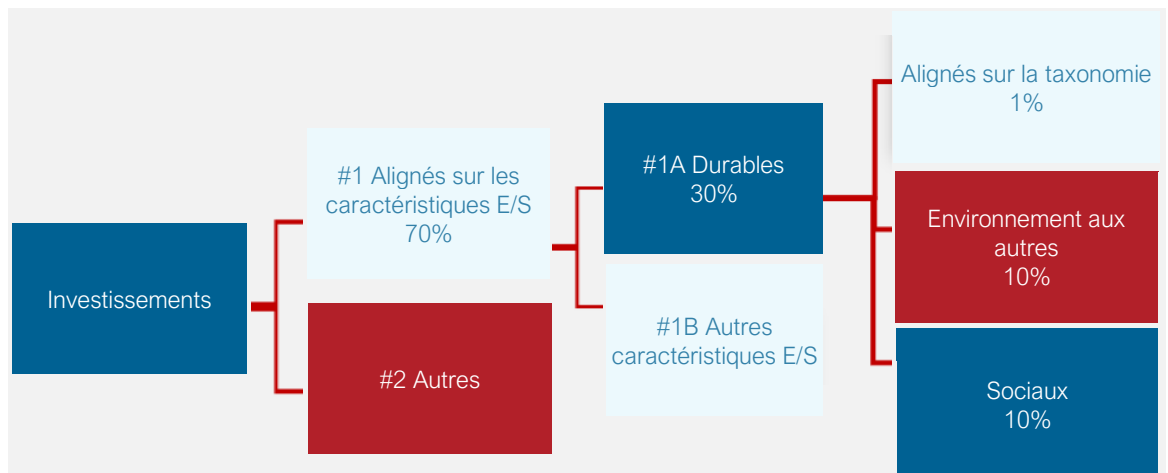 Investissements
#1 Alignés sur les
caractéristiques E/S
70%
#2 Autres
#1A Durables
30%
#1B Autres
caractéristiques E/S
Alignés sur la taxonomie
1%
Environnement aux
autres
10%
Sociaux
10%